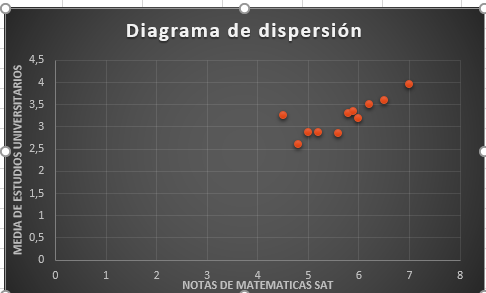 Diagrama de dispersión
MEDIA DE ESTUDIOS UNIVERSITARIOS
4,5
4
3,5
3
2,5
2
1,5
1
0,5
0
0 1 2 3 4 5 6 7 8
NOTAS DE MATEMATICAS SAT